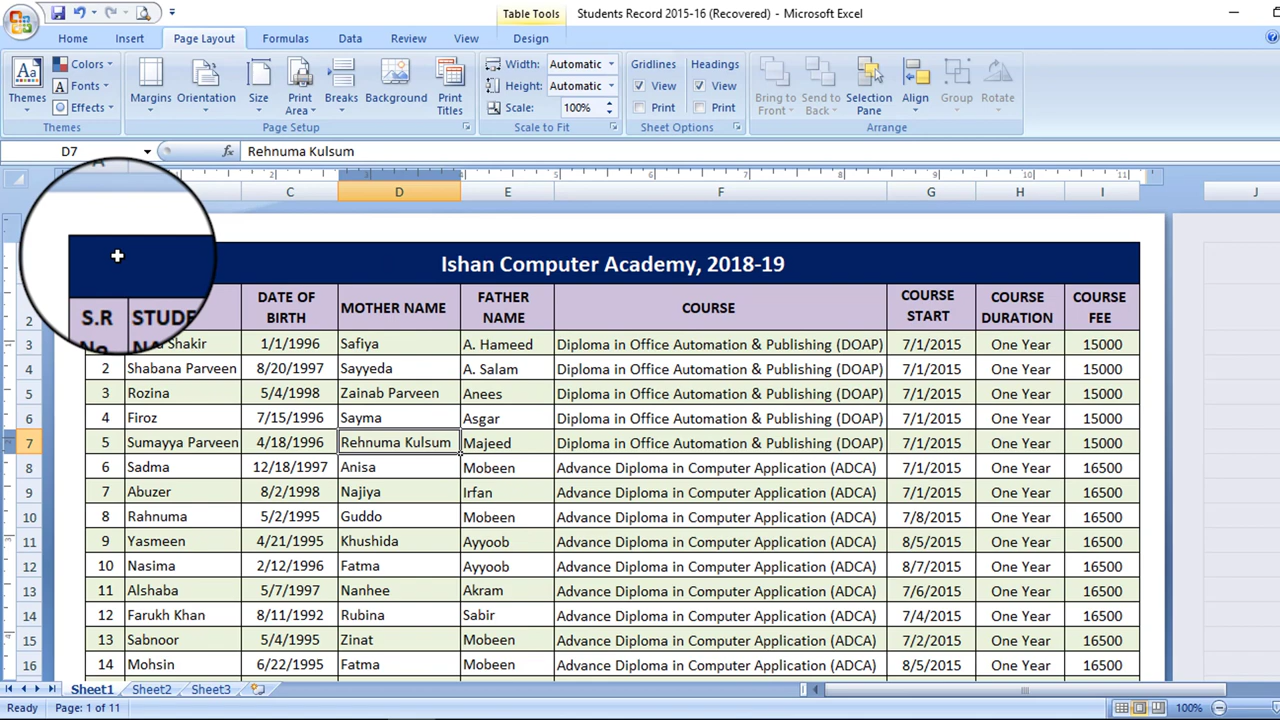 Table Tools Students Record 2015-16 (Recovered) - Microsoft Excel
Home Insert Page Layout Formulas Data Review View Design
Themes Colors Fonts Effects Margins Orientation Size Print Area Breaks Background Print Titles Width: Automatic Height: Automatic Scale: 100% Gridlines View Print Headings View Print Bring to Front Send to Back Selection Pane Align Group Rotate
Themes Page Setup Scale to Fit Sheet Options Arrange
D7 fx Rehnuma Kulsum
C D E F G H I J
Ishan Computer Academy, 2018-19
2 S.R STUDE DATE OF BIRTH MOTHER NAME FATHER NAME COURSE COURSE START COURSE DURATION COURSE FEE
3 Shakir 1/1/1996 Safiya A. Hameed Diploma in Office Automation & Publishing (DOAP) 7/1/2015 One Year 15000
4 2 Shabana Parveen 8/20/1997 Sayyeda A. Salam Diploma in Office Automation & Publishing (DOAP) 7/1/2015 One Year 15000
5 3 Rozina 5/4/1998 Zainab Parveen Anees Diploma in Office Automation & Publishing (DOAP) 7/1/2015 One Year 15000
6 4 Firoz 7/15/1996 Sayma Asgar Diploma in Office Automation & Publishing (DOAP) 7/1/2015 One Year 15000
7 5 Sumayya Parveen 4/18/1996 Rehnuma Kulsum Majeed Diploma in Office Automation & Publishing (DOAP) 7/1/2015 One Year 15000
8 6 Sadma 12/18/1997 Anisa Mobeen Advance Diploma in Computer Application (ADCA) 7/1/2015 One Year 16500
9 7 Abuzer 8/2/1998 Najiya Irfan Advance Diploma in Computer Application (ADCA) 7/1/2015 One Year 16500
10 8 Rahnuma 5/2/1995 Guddo Mobeen Advance Diploma in Computer Application (ADCA) 7/8/2015 One Year 16500
11 9 Yasmeen 4/21/1995 Khushida Ayyoob Advance Diploma in Computer Application (ADCA) 8/5/2015 One Year 16500
12 10 Nasima 2/12/1996 Fatma Ayyoob Advance Diploma in Computer Application (ADCA) 8/7/2015 One Year 16500
13 11 Alshaba 5/7/1997 Nanhee Akram Advance Diploma in Computer Application (ADCA) 7/6/2015 One Year 16500
14 12 Farukh Khan 8/11/1992 Rubina Sabir Advance Diploma in Computer Application (ADCA) 7/4/2015 One Year 16500
15 13 Sabnoor 5/4/1995 Zinat Mobeen Advance Diploma in Computer Application (ADCA) 7/2/2015 One Year 16500
16 14 Mohsin 6/22/1995 Fatma Mobeen Advance Diploma in Computer Application (ADCA) 8/5/2015 One Year 16500
Sheet1 Sheet2 Sheet3
Ready Page: 1 of 11 100%